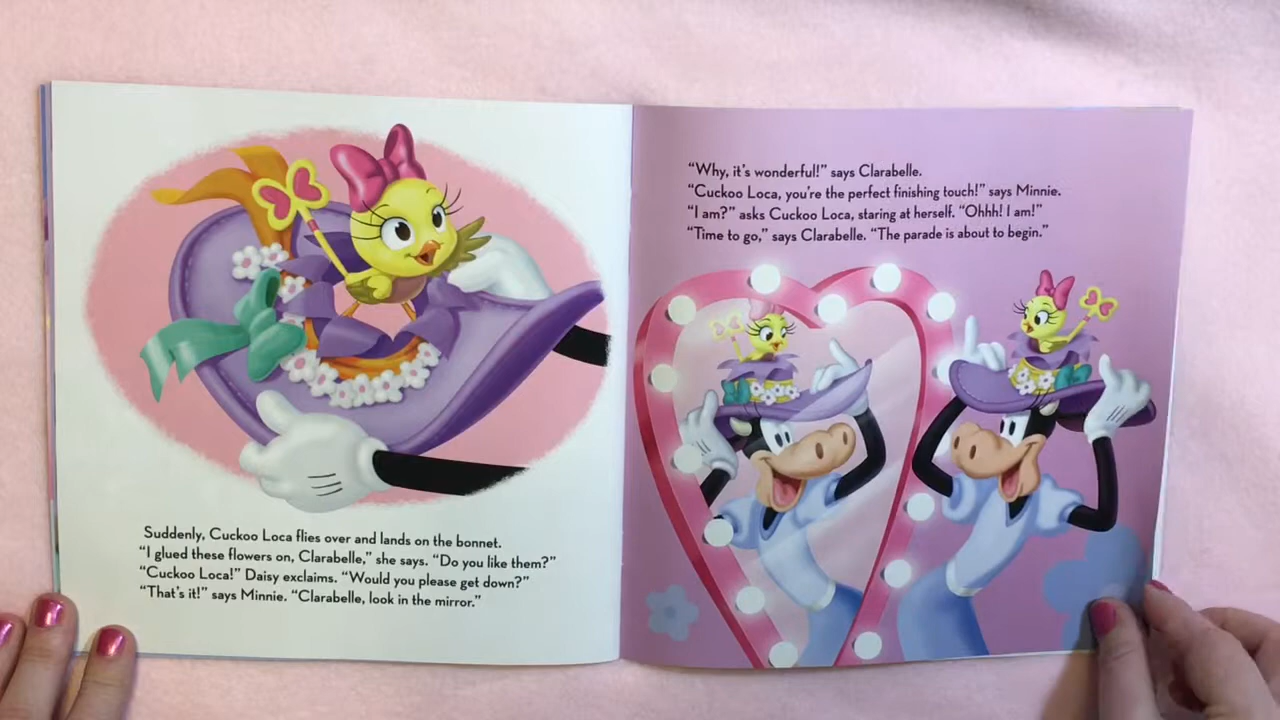 Suddenly, Cuckoo Loca flies over and lands on the bonnet.
“I glued these flowers on, Clarabelle,” she says. “Do you like them?”
“Cuckoo Loca!” Daisy exclaims. “Would you please get down?”
“That’s it!” says Minnie. “Clarabelle, look in the mirror.”
“Why, it’s wonderful!” says Clarabelle.
“Cuckoo Loca, you’re the perfect finishing touch!” says Minnie.
“I am?” asks Cuckoo Loca, staring at herself. “Ohhh! I am!”
“Time to go,” says Clarabelle. “The parade is about to begin.”